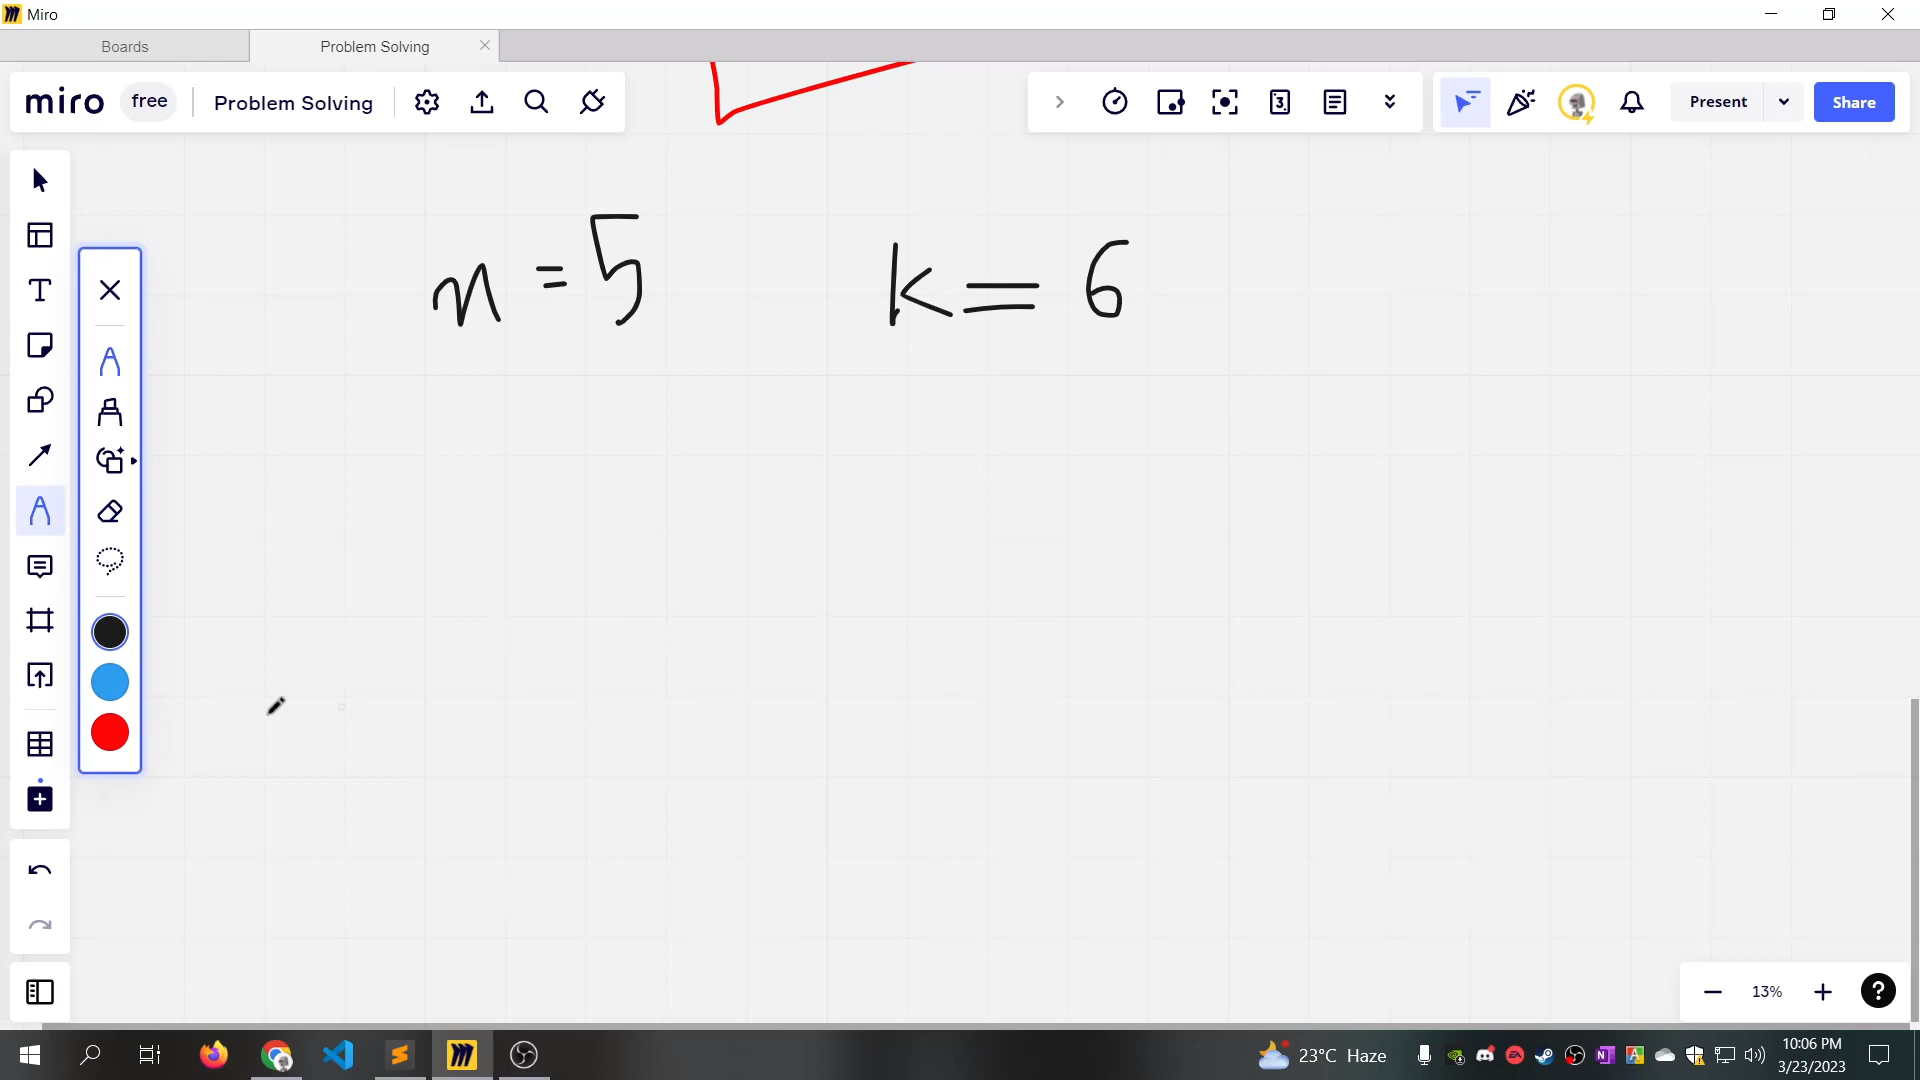 Miro
Boards
Problem Solving
miro
free
Problem Solving
3
Present
Share
n = 5
k = 6
13%
?
23°C Haze
10:06 PM
3/23/2023